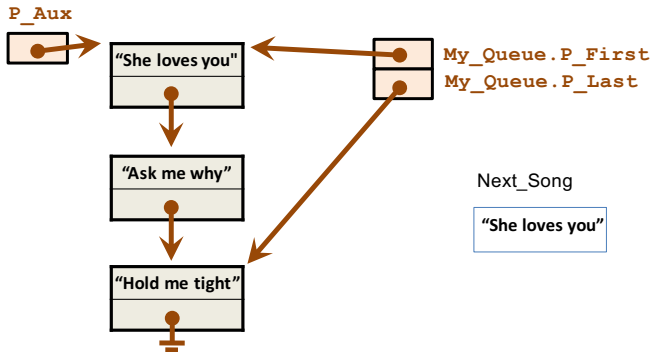 P_Aux
“She loves you"
My_Queue.P_First
My_Queue.P_Last
“Ask me why”
Next_Song
“She loves you”
“Hold me tight”